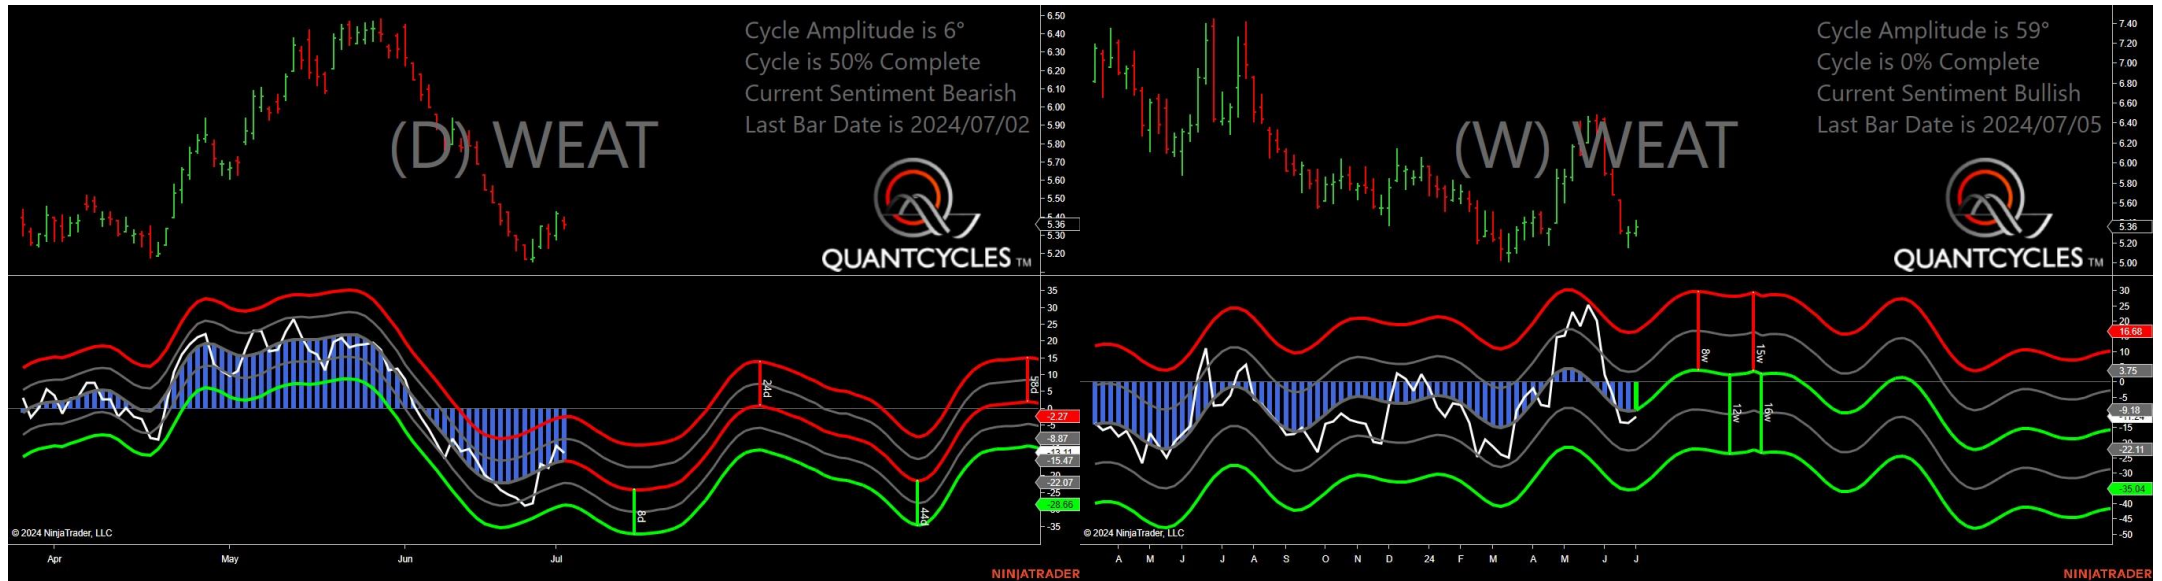 Cycle Amplitude is 6°
Cycle is 50% Complete
Current Sentiment Bearish
Last Bar Date is 2024/07/02
(D) WEAT
QUANTCYCLES TM
6.50
6.40
6.30
6.20
6.10
6.00
5.90
5.80
5.70
5.60
5.50
5.36
5.30
5.20
35
30
25
20
15
10
5
-2.27
-5
-8.87
-13.11
-15.47
-22.07
-25
-28.66
-35
8d
24d
44d
58d
© 2024 NinjaTrader, LLC
Apr May Jun Jul
NINJATRADER
Cycle Amplitude is 59°
Cycle is 0% Complete
Current Sentiment Bullish
Last Bar Date is 2024/07/05
(W) WEAT
QUANTCYCLES TM
7.40
7.20
7.00
6.80
6.60
6.40
6.20
6.00
5.80
5.60
5.36
5.20
5.00
30
25
20
16.68
10
3.75
0
-5
-9.18
-15
-22.11
-25
-30
-35.04
-40
-45
-50
8w
12w
15w
16w
© 2024 NinjaTrader, LLC
A M J J A S O N D 24 F M A M J J
NINJATRADER